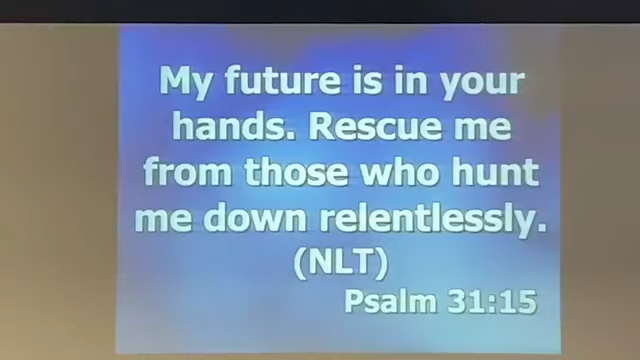 My future is in your
hands. Rescue me
from those who hunt
me down relentlessly.
(NLT)
Psalm 31:15